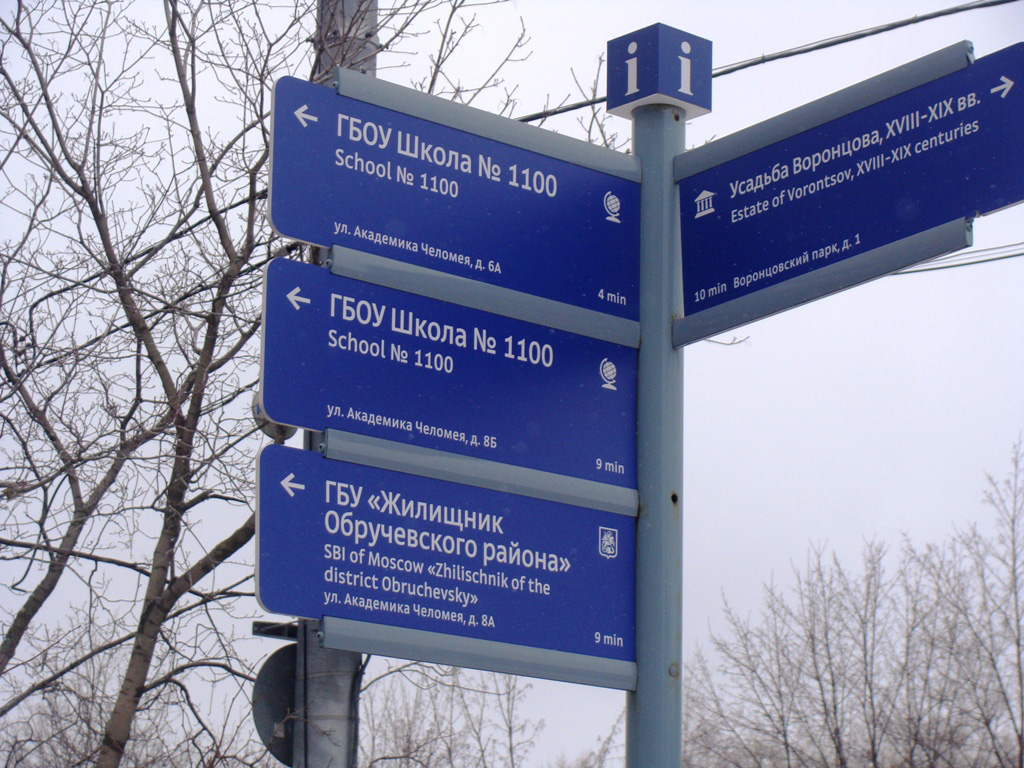 i i
← ГБОУ Школа № 1100
School № 1100
ул. Академика Челомея, д. 6А
4 min
← ГБОУ Школа № 1100
School № 1100
ул. Академика Челомея, д. 8Б
9 min
← ГБУ «Жилищник
Обручевского района»
SBI of Moscow «Zhilischnik of the
district Obruchevsky»
ул. Академика Челомея, д. 8А
9 min
Усадьба Воронцова, XVIII-XIX вв. →
Estate of Vorontsov, XVIII-XIX centuries
10 min Воронцовский парк, д. 1